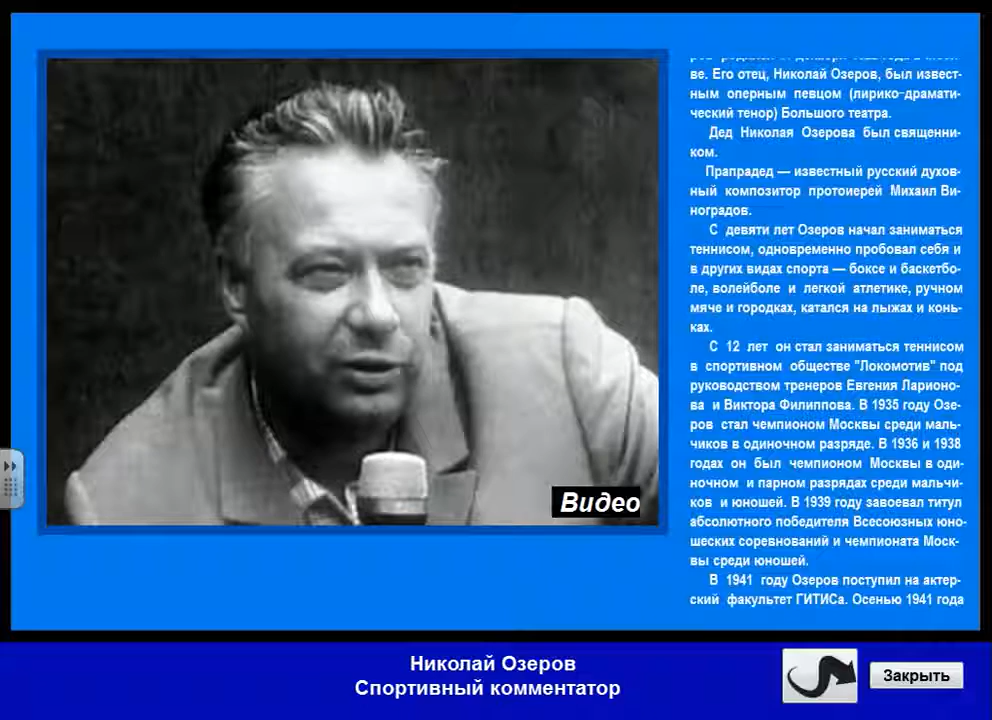 ве. Его отец, Николай Озеров, был извест-
ным оперным певцом (лирико-драмати-
ческий тенор) Большого театра.
Дед Николая Озерова был священни-
ком.
Прапрадед — известный русский духов-
ный композитор протоиерей Михаил Ви-
ноградов.
С девяти лет Озеров начал заниматься
теннисом, одновременно пробовал себя и
в других видах спорта — боксе и баскетбо-
ле, волейболе и легкой атлетике, ручном
мяче и городках, катался на лыжах и конь-
ках.
С 12 лет он стал заниматься теннисом
в спортивном обществе "Локомотив" под
руководством тренеров Евгения Ларионо-
ва и Виктора Филиппова. В 1935 году Озе-
ров стал чемпионом Москвы среди маль-
чиков в одиночном разряде. В 1936 и 1938
годах он был чемпионом Москвы в оди-
ночном и парном разрядах среди мальчи-
ков и юношей. В 1939 году завоевал титул
абсолютного победителя Всесоюзных юно-
шеских соревнований и чемпионата Моск-
вы среди юношей.
В 1941 году Озеров поступил на актер-
ский факультет ГИТИСа. Осенью 1941 года
Видео
Николай Озеров
Спортивный комментатор
Закрыть